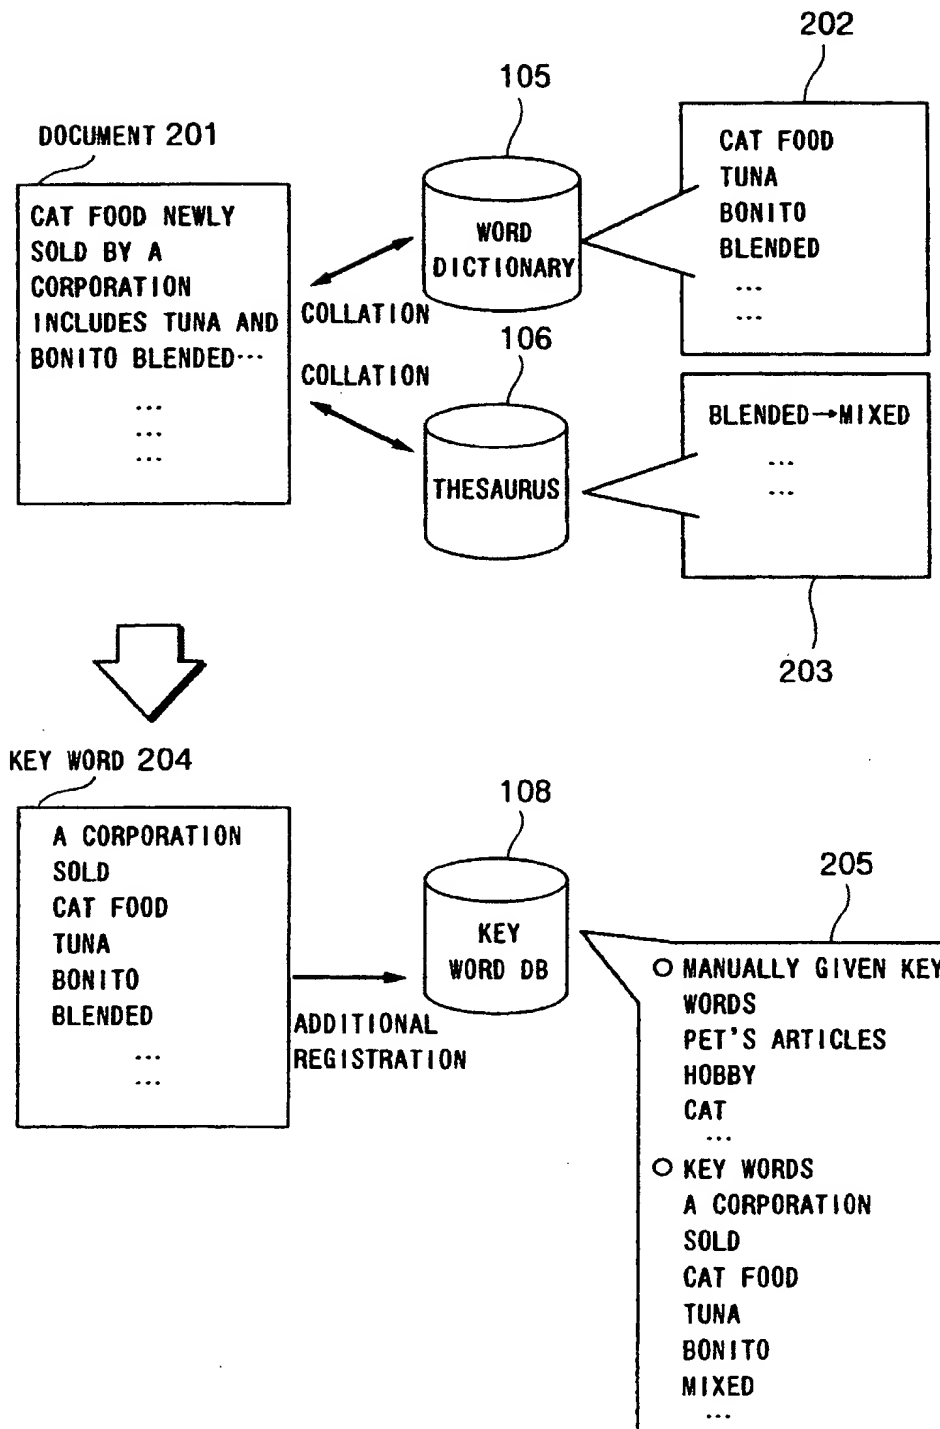 202
105
DOCUMENT 201
CAT FOOD NEWLY
SOLD BY A
CORPORATION
INCLUDES TUNA AND
BONITO BLENDED···
...
...
...
COLLATION
COLLATION
WORD
DICTIONARY
CAT FOOD
TUNA
BONITO
BLENDED
...
...
106
THESAURUS
BLENDED→MIXED
...
...
203
KEY WORD 204
A CORPORATION
SOLD
CAT FOOD
TUNA
BONITO
BLENDED
...
...
ADDITIONAL
REGISTRATION
108
KEY
WORD DB
205
○ MANUALLY GIVEN KEY
WORDS
PET'S ARTICLES
HOBBY
CAT
...
○ KEY WORDS
A CORPORATION
SOLD
CAT FOOD
TUNA
BONITO
MIXED
...